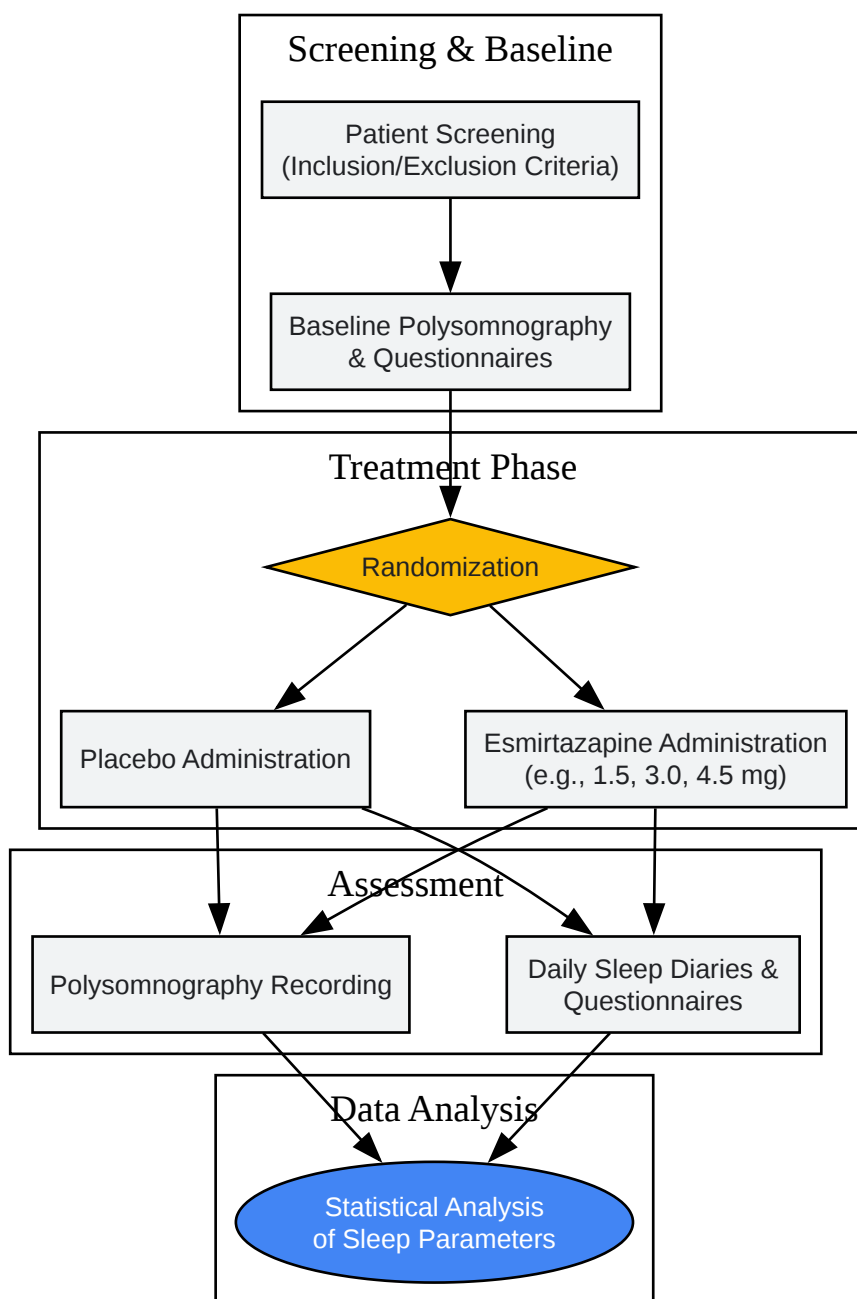 Screening & Baseline
Patient Screening
(Inclusion/Exclusion Criteria)
Baseline Polysomnography
& Questionnaires
Treatment Phase
Randomization
Placebo Administration
Esmirtazapine Administration
(e.g., 1.5, 3.0, 4.5 mg)
Assessment
Polysomnography Recording
Daily Sleep Diaries &
Questionnaires
Data Analysis
Statistical Analysis
of Sleep Parameters